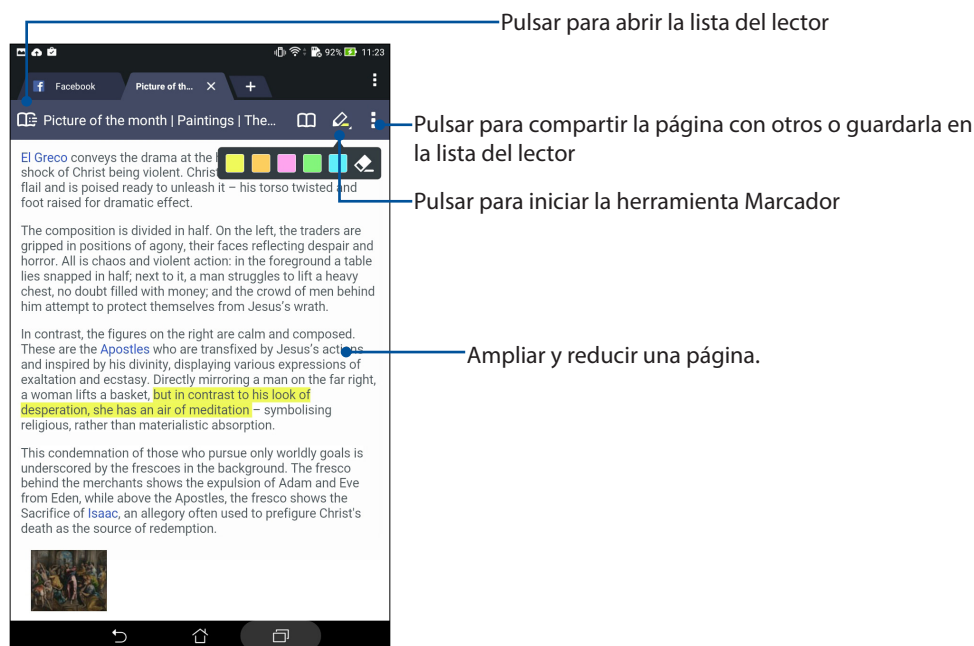 Pulsar para abrir la lista del lector
92% 11:23
Facebook
Picture of th...
Picture of the month | Paintings | The...
Pulsar para compartir la página con otros o guardarla en
la lista del lector
Pulsar para iniciar la herramienta Marcador
El Greco conveys the drama at the
shock of Christ being violent. Christ
flail and is poised ready to unleash it – his torso twisted and
foot raised for dramatic effect.
The composition is divided in half. On the left, the traders are
gripped in positions of agony, their faces reflecting despair and
horror. All is chaos and violent action: in the foreground a table
lies snapped in half; next to it, a man struggles to lift a heavy
chest, no doubt filled with money; and the crowd of men behind
him attempt to protect themselves from Jesus's wrath.
In contrast, the figures on the right are calm and composed.
These are the Apostles who are transfixed by Jesus's actions
and inspired by his divinity, displaying various expressions of
exaltation and ecstasy. Directly mirroring a man on the far right,
a woman lifts a basket, but in contrast to his look of
desperation, she has an air of meditation – symbolising
religious, rather than materialistic absorption.
Ampliar y reducir una página.
This condemnation of those who pursue only worldly goals is
underscored by the frescoes in the background. The fresco
behind the merchants shows the expulsion of Adam and Eve
from Eden, while above the Apostles, the fresco shows the
Sacrifice of Isaac, an allegory often used to prefigure Christ's
death as the source of redemption.